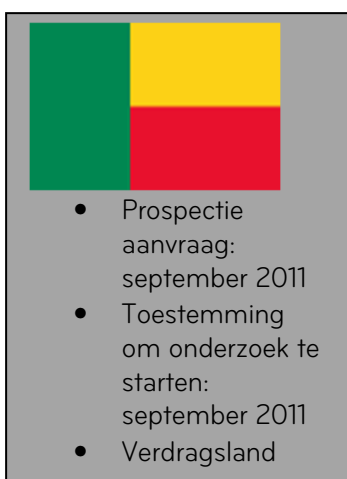 • Prospectie
aanvraag:
september 2011
• Toestemming
om onderzoek te
starten:
september 2011
• Verdragsland